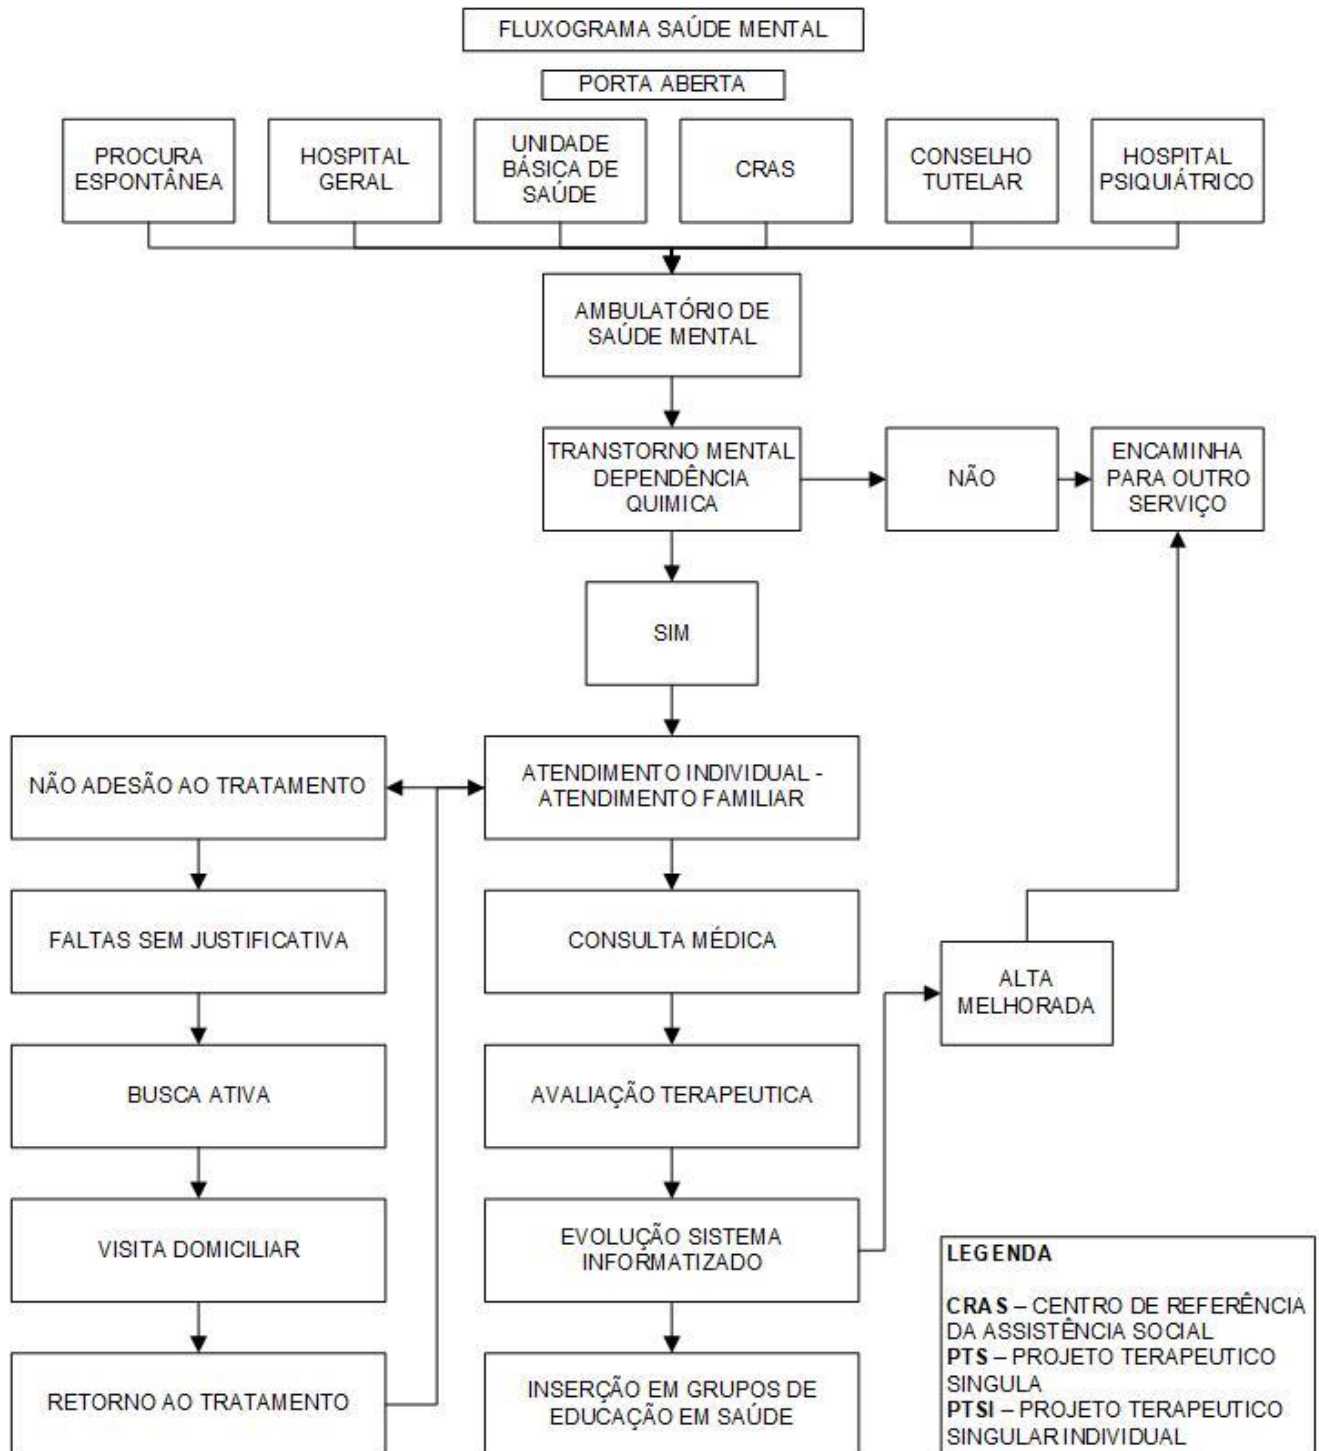 FLUXOGRAMA SAÚDE MENTAL
PORTA ABERTA
PROCURA
ESPONTÂNEA
HOSPITAL
GERAL
UNIDADE
BÁSICA DE
SAÚDE
CRAS
CONSELHO
TUTELAR
HOSPITAL
PSIQUIÁTRICO
AMBULATÓRIO DE
SAÚDE MENTAL
TRANSTORNO MENTAL
DEPENDÊNCIA
QUIMICA
NÃO
ENCAMINHA
PARA OUTRO
SERVIÇO
SIM
NÃO ADESÃO AO TRATAMENTO
ATENDIMENTO INDIVIDUAL -
ATENDIMENTO FAMILIAR
FALTAS SEM JUSTIFICATIVA
CONSULTA MÉDICA
ALTA
MELHORADA
BUSCA ATIVA
AVALIAÇÃO TERAPEUTICA
VISITA DOMICILIAR
EVOLUÇÃO SISTEMA
INFORMATIZADO
RETORNO AO TRATAMENTO
INSERÇÃO EM GRUPOS DE
EDUCAÇÃO EM SAÚDE
LEGENDA
CRAS – CENTRO DE REFERÊNCIA
DA ASSISTÊNCIA SOCIAL
PTS – PROJETO TERAPEUTICO
SINGULA
PTSI – PROJETO TERAPEUTICO
SINGULAR INDIVIDUAL